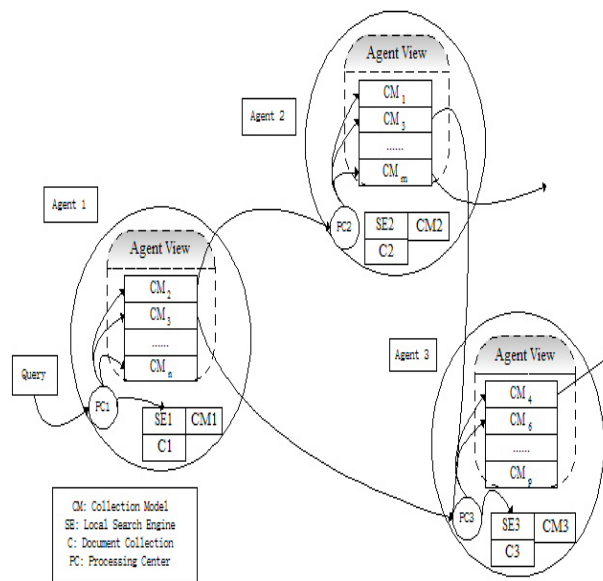 Agent View
CM1
CM3
......
CMm
Agent 2
PC2
SE2
CM2
C2
Agent 1
Agent View
CM2
CM3
......
CMn
Query
PC1
SE1
CM1
C1
Agent 3
Agent View
CM4
CM6
......
CMp
PC3
SE3
CM3
C3
CM: Collection Model
SE: Local Search Engine
C: Document Collection
PC: Processing Center